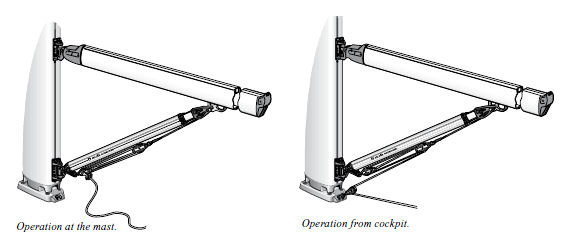 Operation at the mast.
Operation from cockpit.